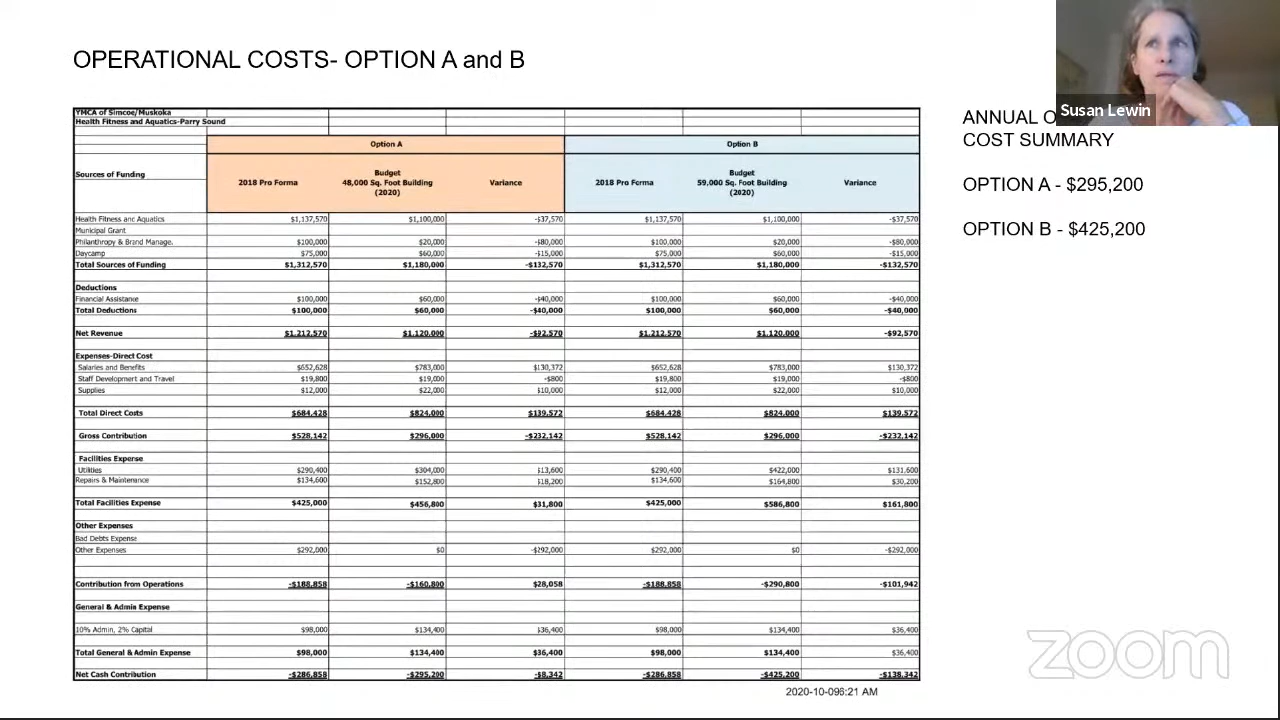 OPERATIONAL COSTS- OPTION A and B
Susan Lewin
ANNUAL O
COST SUMMARY
OPTION A - $295,200
OPTION B - $425,200
YMCA of Simcoe/Muskoka
Health Fitness and Aquatics-Parry Sound
Option A Option B
Sources of Funding 2018 Pro Forma Budget 48,000 Sq. Foot Building (2020) Variance 2018 Pro Forma Budget 59,000 Sq. Foot Building (2020) Variance
Health Fitness and Aquatics $1,137,570 $1,100,000 -$37,570 $1,137,570 $1,100,000 -$37,570
Municipal Grant
Philanthropy & Brand Manage. $100,000 $20,000 -$80,000 $100,000 $20,000 -$80,000
Daycamp $75,000 $60,000 -$15,000 $75,000 $60,000 -$15,000
Total Sources of Funding $1,312,570 $1,180,000 -$132,570 $1,312,570 $1,180,000 -$132,570
Deductions
Financial Assistance $100,000 $60,000 -$40,000 $100,000 $60,000 -$40,000
Total Deductions $100,000 $60,000 -$40,000 $100,000 $60,000 -$40,000
Net Revenue $1,212,570 $1,120,000 -$92,570 $1,212,570 $1,120,000 -$92,570
Expenses-Direct Cost
Salaries and Benefits $652,628 $783,000 $130,372 $652,628 $783,000 $130,372
Staff Development and Travel $19,800 $19,000 -$800 $19,800 $19,000 -$800
Supplies $12,000 $22,000 $10,000 $12,000 $22,000 $10,000
Total Direct Costs $684,428 $824,000 $139,572 $684,428 $824,000 $139,572
Gross Contribution $528,142 $296,000 -$232,142 $528,142 $296,000 -$232,142
Facilities Expense
Utilities $290,400 $304,000 $13,600 $290,400 $422,000 $131,600
Repairs & Maintenance $134,600 $152,800 $18,200 $134,600 $164,800 $30,200
Total Facilities Expense $425,000 $456,800 $31,800 $425,000 $586,800 $161,800
Other Expenses
Bad Debts Expense
Other Expenses $292,000 $0 -$292,000 $292,000 $0 -$292,000
Contribution from Operations -$188,858 -$160,800 $28,058 -$188,858 -$290,800 -$101,942
General & Admin Expense
10% Admin, 2% Capital $98,000 $134,400 $36,400 $98,000 $134,400 $36,400
Total General & Admin Expense $98,000 $134,400 $36,400 $98,000 $134,400 $36,400
Net Cash Contribution -$286,858 -$295,200 -$8,342 -$286,858 -$425,200 -$138,342
2020-10-096:21 AM
zoom